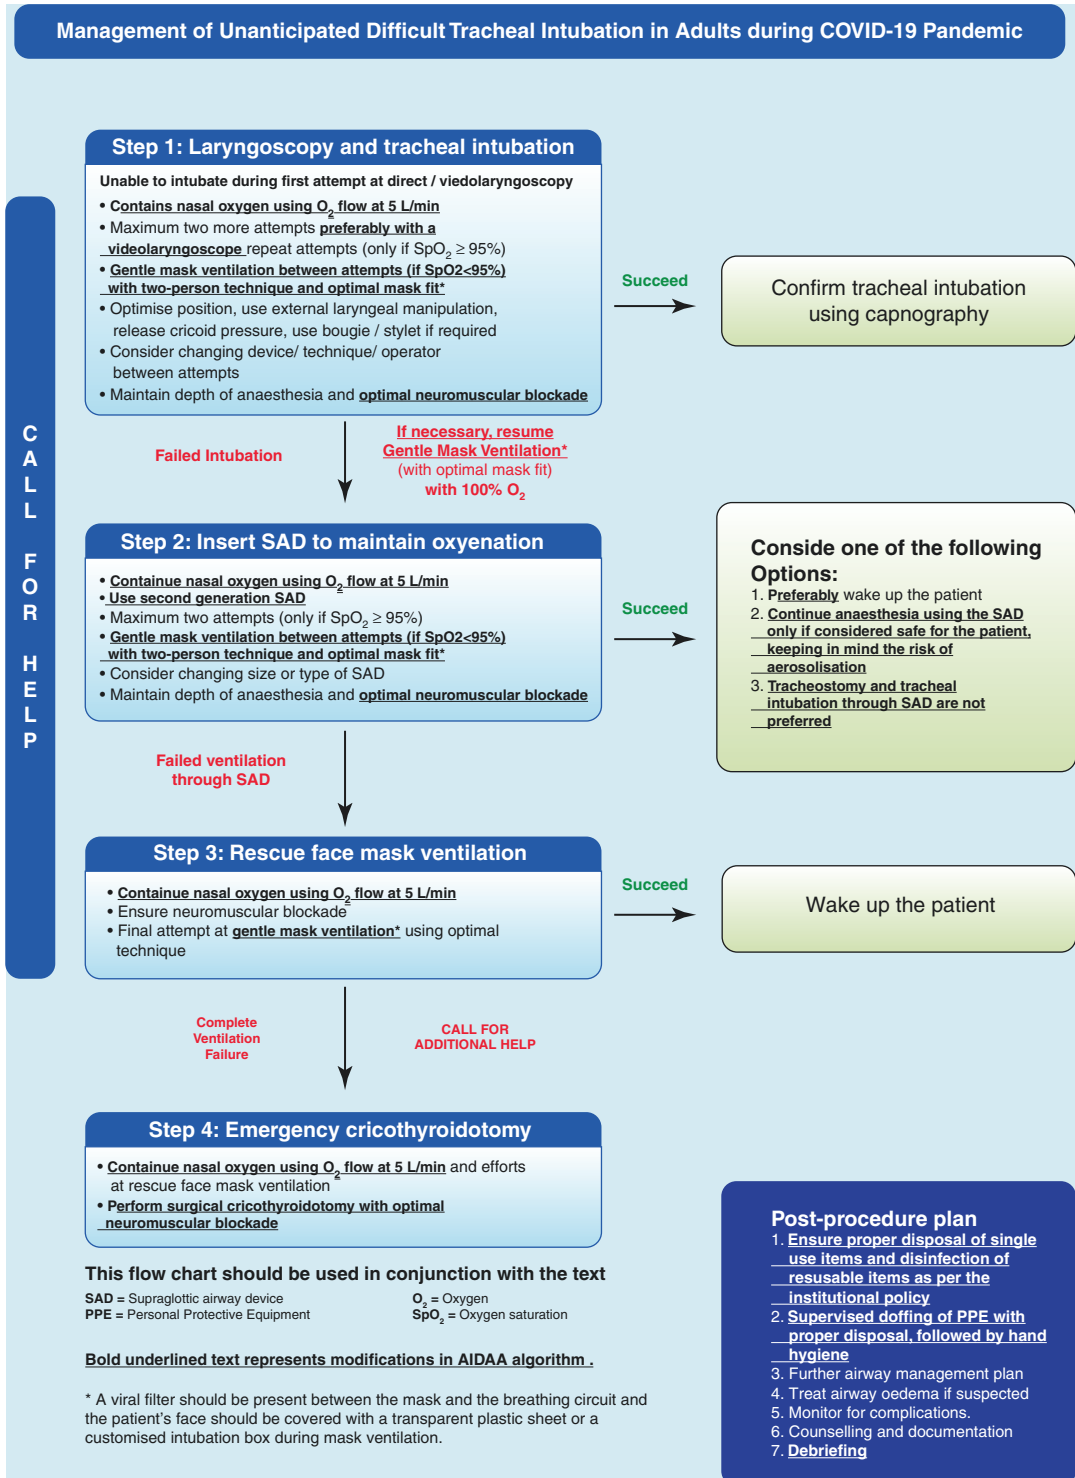 Management of Unanticipated Difficult Tracheal Intubation in Adults during COVID-19 Pandemic
CALL FOR HELP
Step 1: Laryngoscopy and tracheal intubation
Unable to intubate during first attempt at direct / viedolaryngoscopy
• Contains nasal oxygen using O₂ flow at 5 L/min
• Maximum two more attempts preferably with a
videolaryngoscope repeat attempts (only if SpO₂ ≥ 95%)
• Gentle mask ventilation between attempts (if SpO2<95%)
with two-person technique and optimal mask fit*
• Optimise position, use external laryngeal manipulation,
release cricoid pressure, use bougie / stylet if required
• Consider changing device/ technique/ operator
between attempts
• Maintain depth of anaesthesia and optimal neuromuscular blockade
Succeed
Confirm tracheal intubation
using capnography
Failed Intubation
If necessary, resume
Gentle Mask Ventilation*
(with optimal mask fit)
with 100% O₂
Step 2: Insert SAD to maintain oxyenation
• Containue nasal oxygen using O₂ flow at 5 L/min
• Use second generation SAD
• Maximum two attempts (only if SpO₂ ≥ 95%)
• Gentle mask ventilation between attempts (if SpO2<95%)
with two-person technique and optimal mask fit*
• Consider changing size or type of SAD
• Maintain depth of anaesthesia and optimal neuromuscular blockade
Succeed
Conside one of the following
Options:
1. Preferably wake up the patient
2. Continue anaesthesia using the SAD
only if considered safe for the patient,
keeping in mind the risk of
aerosolisation
3. Tracheostomy and tracheal
intubation through SAD are not
preferred
Failed ventilation
through SAD
Step 3: Rescue face mask ventilation
• Containue nasal oxygen using O₂ flow at 5 L/min
• Ensure neuromuscular blockade
• Final attempt at gentle mask ventilation* using optimal
technique
Succeed
Wake up the patient
Complete
Ventilation
Failure
CALL FOR
ADDITIONAL HELP
Step 4: Emergency cricothyroidotomy
• Containue nasal oxygen using O₂ flow at 5 L/min and efforts
at rescue face mask ventilation
• Perform surgical cricothyroidotomy with optimal
neuromuscular blockade
This flow chart should be used in conjunction with the text
SAD = Supraglottic airway device
O₂ = Oxygen
PPE = Personal Protective Equipment
SpO₂ = Oxygen saturation
Bold underlined text represents modifications in AIDAA algorithm .
* A viral filter should be present between the mask and the breathing circuit and
the patient's face should be covered with a transparent plastic sheet or a
customised intubation box during mask ventilation.
Post-procedure plan
1. Ensure proper disposal of single
use items and disinfection of
resusable items as per the
institutional policy
2. Supervised doffing of PPE with
proper disposal, followed by hand
hygiene
3. Further airway management plan
4. Treat airway oedema if suspected
5. Monitor for complications.
6. Counselling and documentation
7. Debriefing